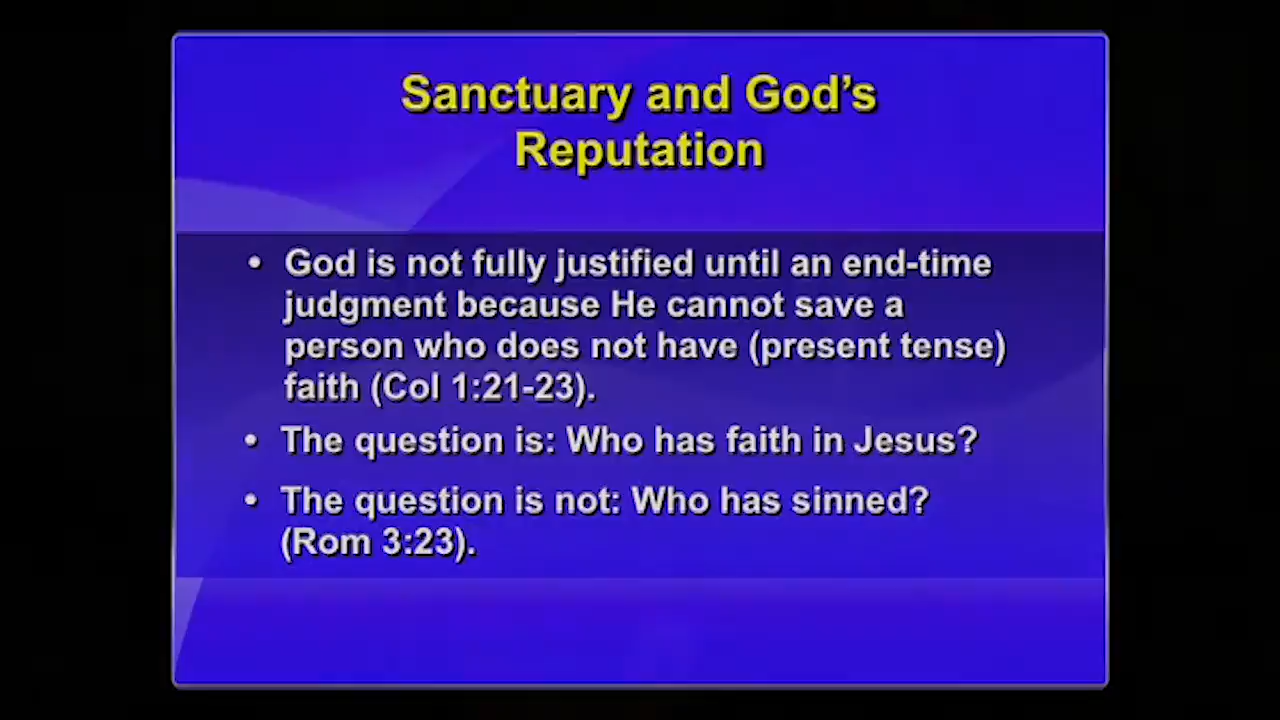 Sanctuary and God’s
Reputation
• God is not fully justified until an end-time
judgment because He cannot save a
person who does not have (present tense)
faith (Col 1:21-23).
• The question is: Who has faith in Jesus?
• The question is not: Who has sinned?
(Rom 3:23).